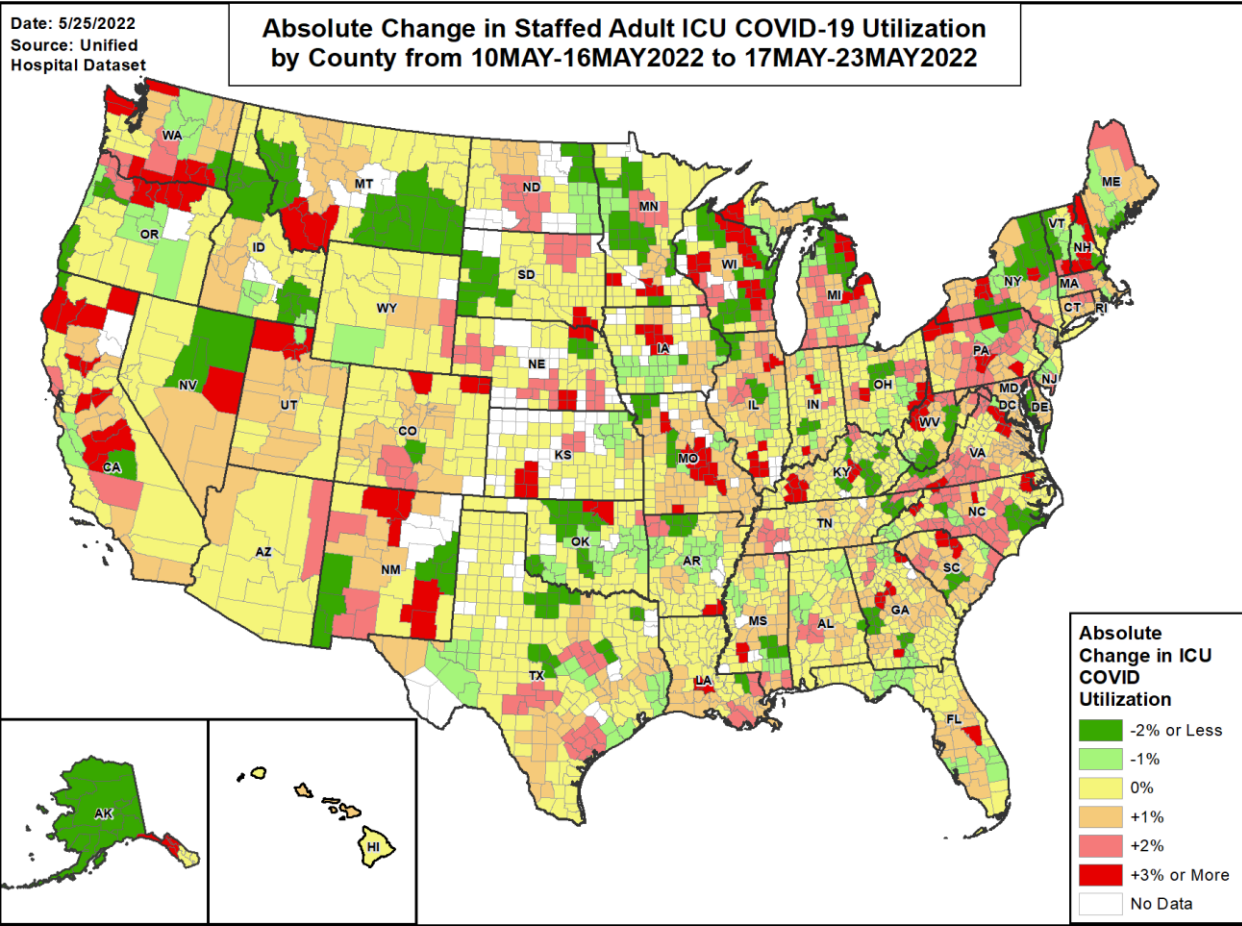 Date: 5/25/2022
Source: Unified
Hospital Dataset
Absolute Change in Staffed Adult ICU COVID-19 Utilization
by County from 10MAY-16MAY2022 to 17MAY-23MAY2022
WA
MT
ND
MN
ME
OR
ID
SD
WI
VT
NH
NY
MI
MA
CT
RI
WY
IA
NE
PA
NJ
NV
UT
CO
IL
IN
OH
MD
DC
DE
WV
VA
CA
KS
MO
KY
AZ
NM
OK
AR
TN
NC
SC
MS
AL
GA
TX
LA
FL
AK
HI
Absolute
Change in ICU
COVID
Utilization
-2% or Less
-1%
0%
+1%
+2%
+3% or More
No Data